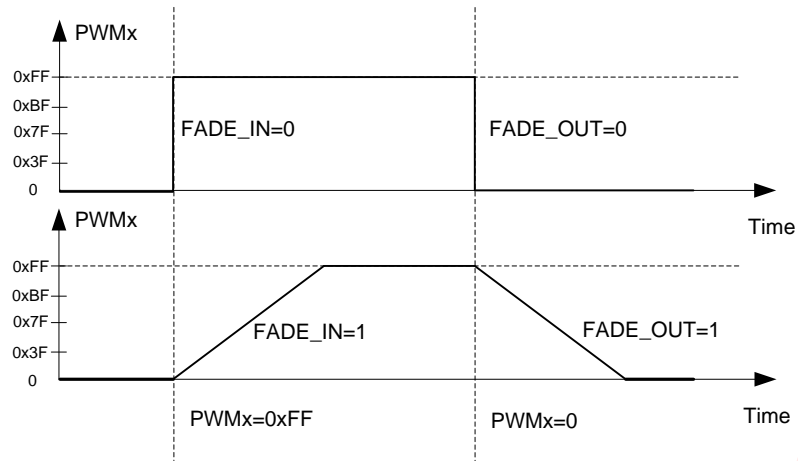 PWMx
0xFF
0xBF
0x7F
0x3F
0
FADE_IN=0
FADE_OUT=0
Time
PWMx
0xFF
0xBF
0x7F
0x3F
0
FADE_IN=1
FADE_OUT=1
PWMx=0xFF
PWMx=0
Time